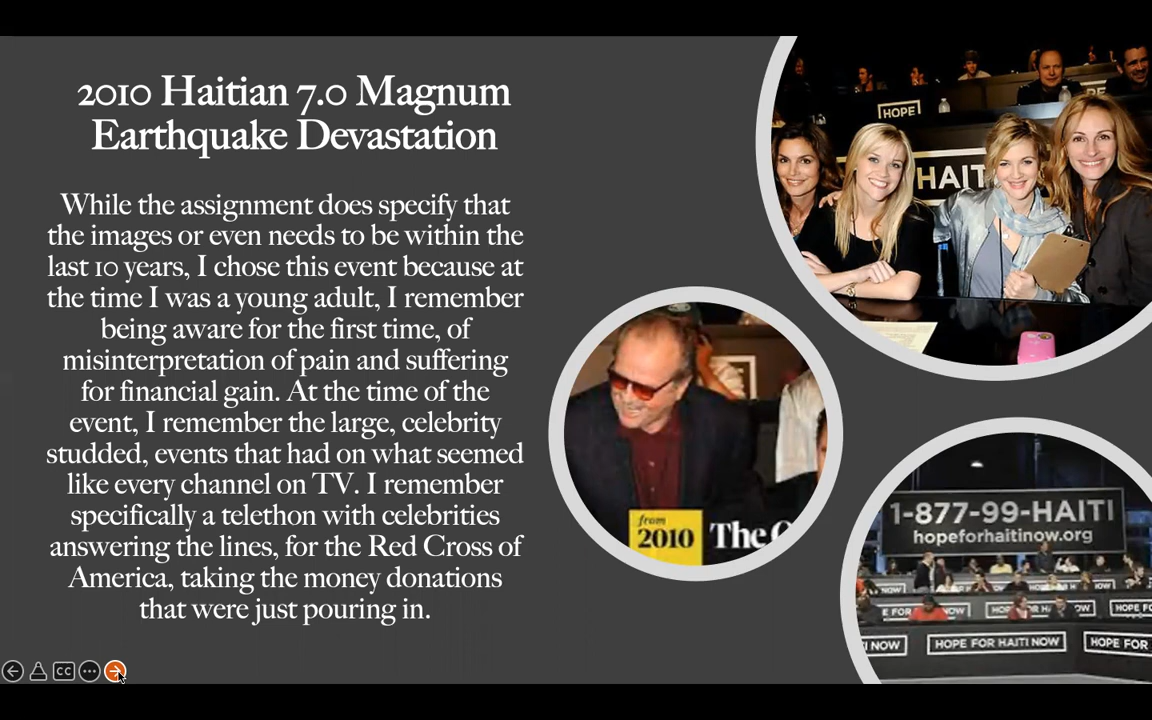 2010 Haitian 7.0 Magnum
Earthquake Devastation
While the assignment does specify that
the images or even needs to be within the
last 10 years, I chose this event because at
the time I was a young adult, I remember
being aware for the first time, of
misinterpretation of pain and suffering
for financial gain. At the time of the
event, I remember the large, celebrity
studded, events that had on what seemed
like every channel on TV. I remember
specifically a telethon with celebrities
answering the lines, for the Red Cross of
America, taking the money donations
that were just pouring in.
HOPE
HAIT
from
2010 The
1-877-99-HAITI
hopeforhaitinow.org
HOPE FOR HAITI NOW
HOPE FOR
CC